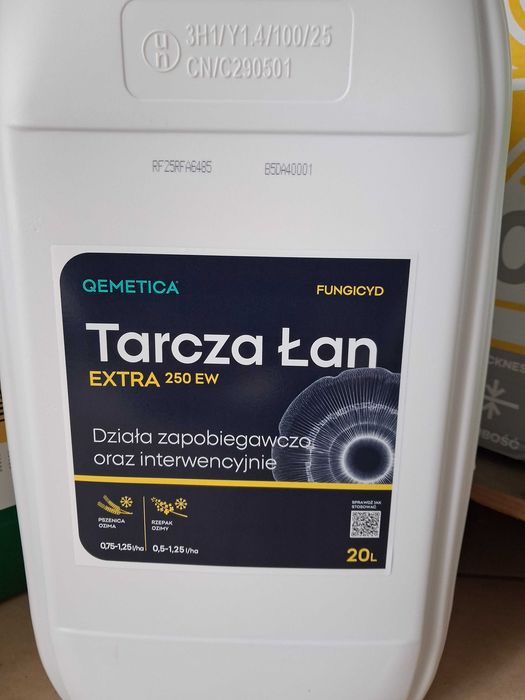 3H1/Y1.4/100/25
CN/C290501
RFZ5RFA6485 B5DA40001
QEMETICA
FUNGICYD
Tarcza Łan
EXTRA 250 EW
Działa zapobiegawczo
oraz interwencyjnie
PSZENICA
OZIMA
0,75-1,25 l/ha
RZEPAK
OZIMY
0,5-1,25 l/ha
SPRAWDŹ JAK
STOSOWAĆ
20L